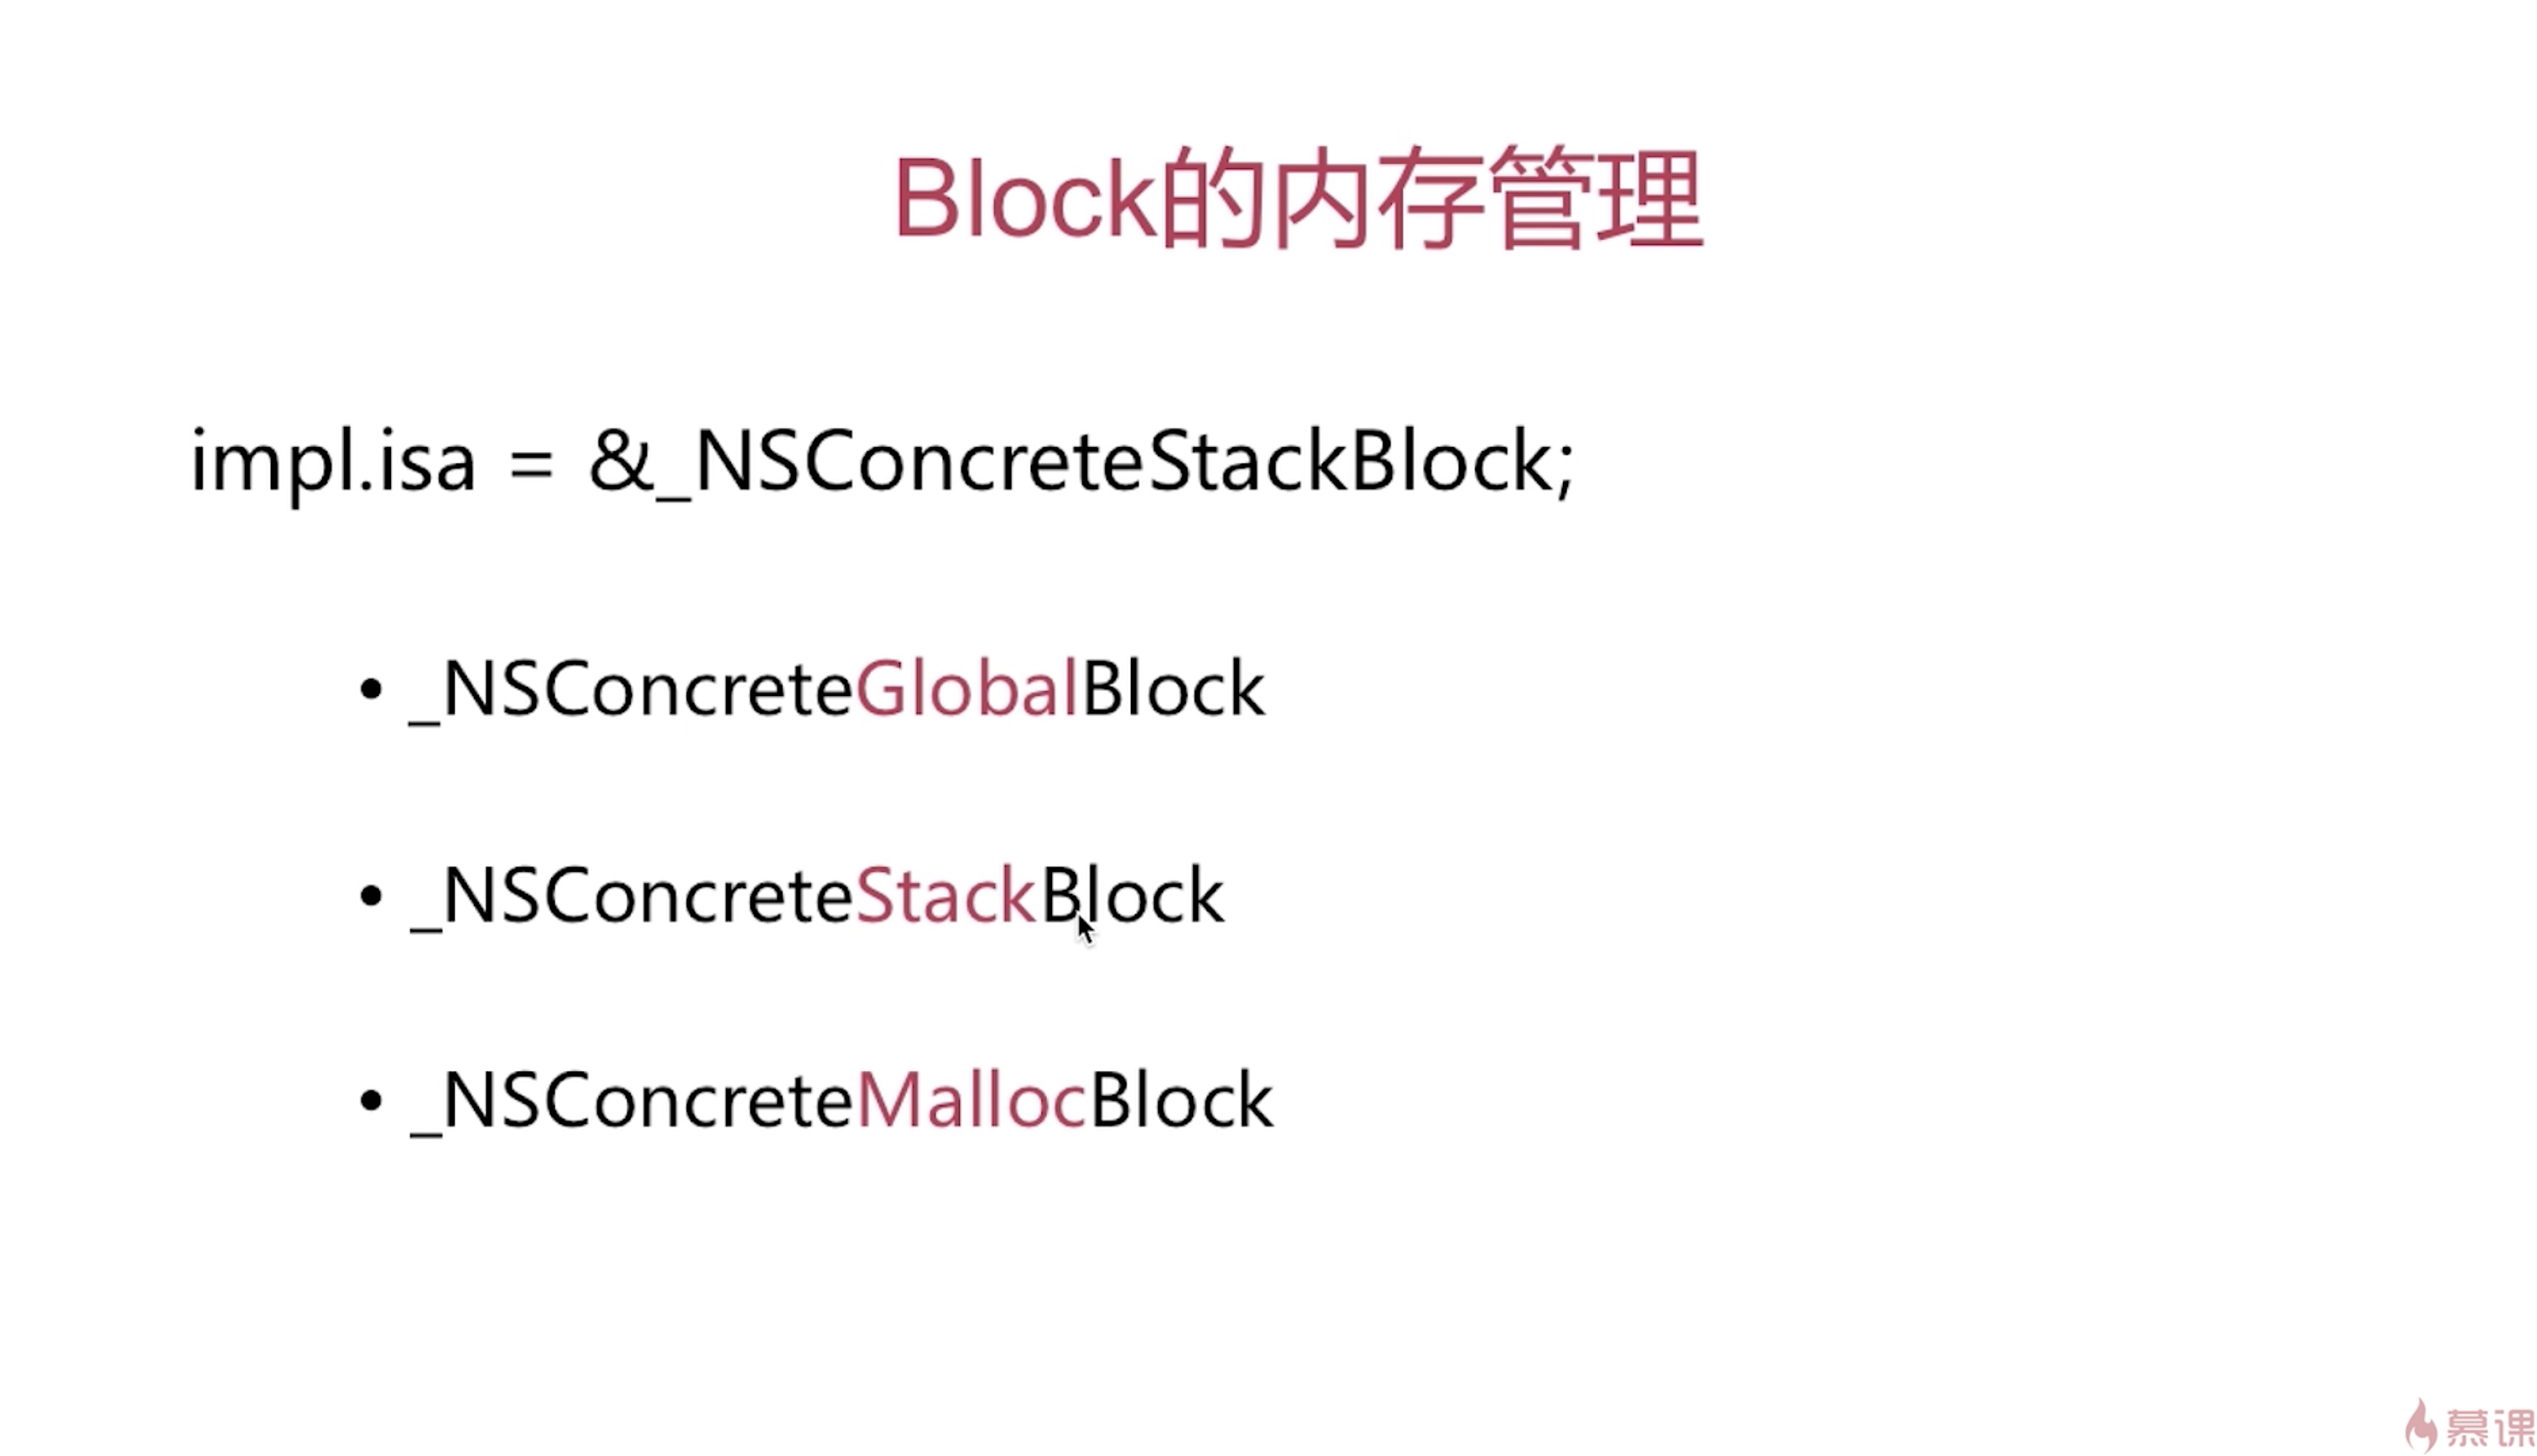 Block的内存管理
impl.isa = &_NSConcreteStackBlock;
• _NSConcreteGlobalBlock
• _NSConcreteStackBlock
• _NSConcreteMallocBlock
慕课